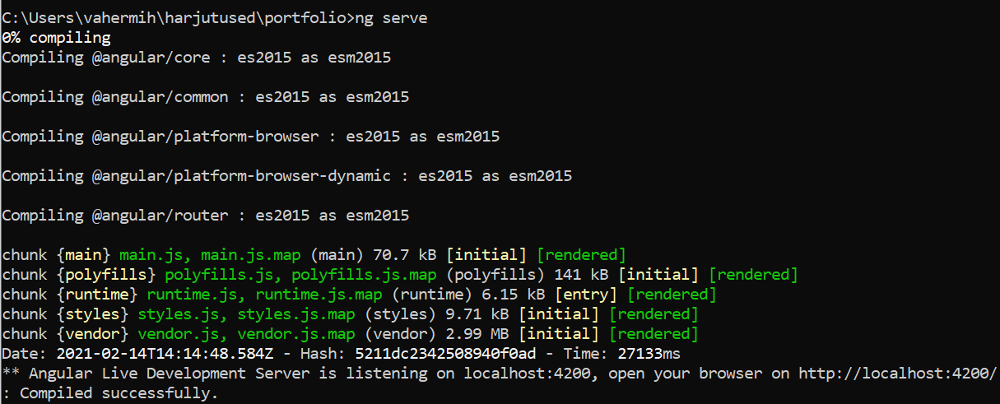 C:\Users\vahermih\harjutused\portfolio>ng serve
0% compiling
Compiling @angular/core : es2015 as esm2015
Compiling @angular/common : es2015 as esm2015
Compiling @angular/platform-browser : es2015 as esm2015
Compiling @angular/platform-browser-dynamic : es2015 as esm2015
Compiling @angular/router : es2015 as esm2015
chunk {main} main.js, main.js.map (main) 70.7 kB [initial] [rendered]
chunk {polyfills} polyfills.js, polyfills.js.map (polyfills) 141 kB [initial] [rendered]
chunk {runtime} runtime.js, runtime.js.map (runtime) 6.15 kB [entry] [rendered]
chunk {styles} styles.js, styles.js.map (styles) 9.71 kB [initial] [rendered]
chunk {vendor} vendor.js, vendor.js.map (vendor) 2.99 MB [initial] [rendered]
Date: 2021-02-14T14:14:48.584Z - Hash: 5211dc2342508940f0ad - Time: 27133ms
** Angular Live Development Server is listening on localhost:4200, open your browser on http://localhost:4200/
: Compiled successfully.